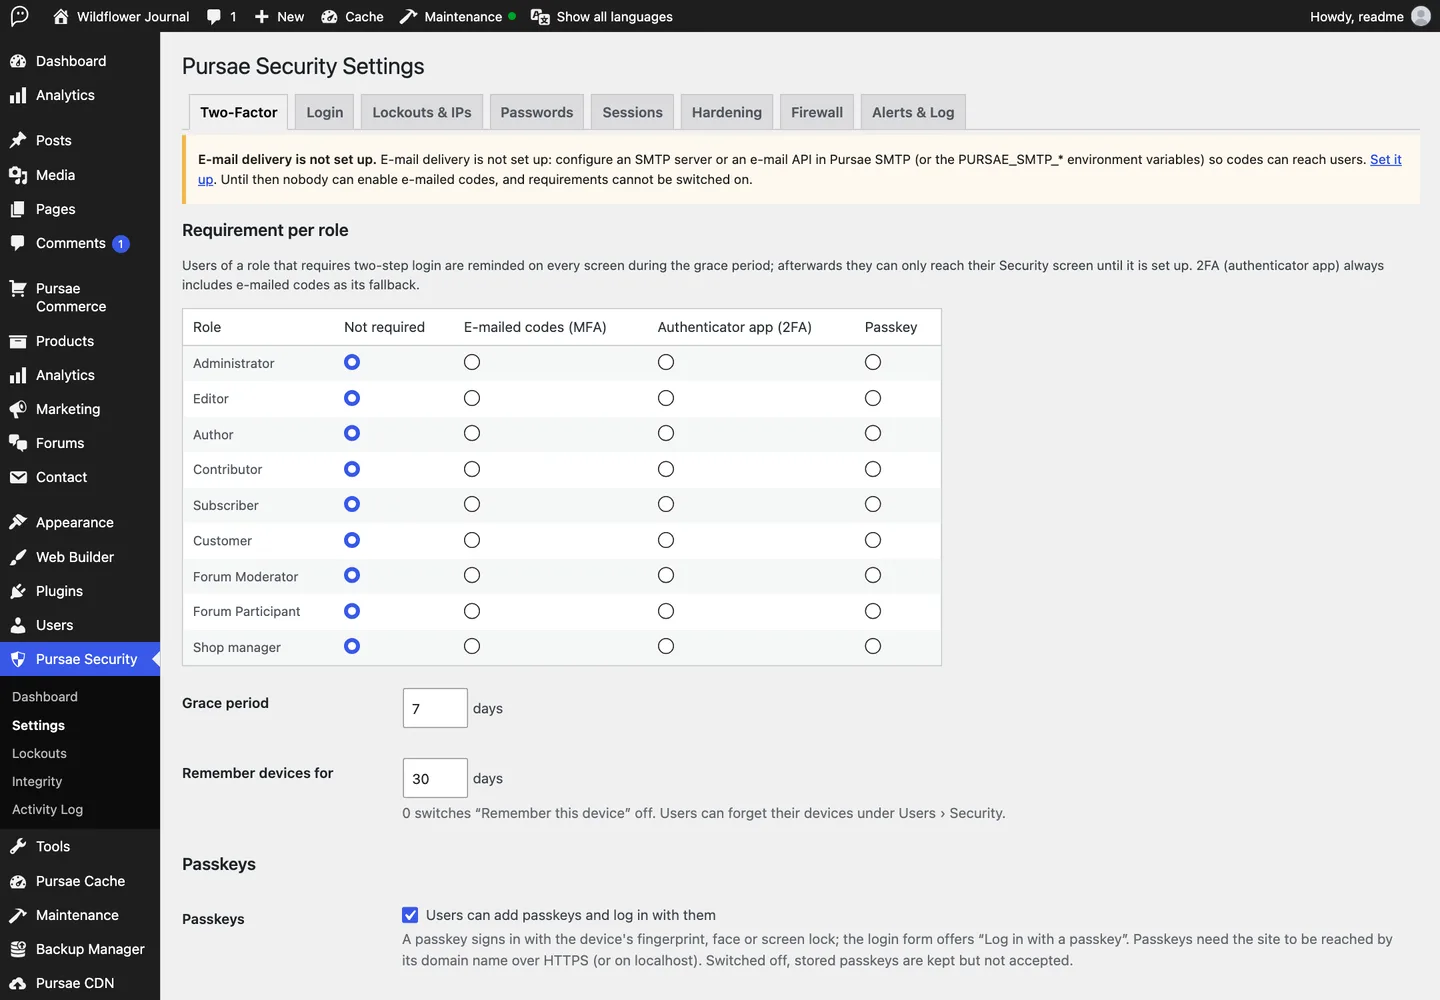 Wildflower Journal 1 New Cache Maintenance Show all languages Howdy, readme
Dashboard
Analytics
Posts
Media
Pages
Comments 1
Pursae
Commerce
Products
Analytics
Marketing
Forums
Contact
Appearance
Web Builder
Plugins
Users
Pursae Security
Dashboard
Settings
Lockouts
Integrity
Activity Log
Tools
Pursae Cache
Maintenance
Backup Manager
Pursae CDN
Pursae Security Settings
Two-Factor Login Lockouts & IPs Passwords Sessions Hardening Firewall Alerts & Log
E-mail delivery is not set up. E-mail delivery is not set up: configure an SMTP server or an e-mail API in Pursae SMTP (or the PURSAE_SMTP_* environment variables) so codes can reach users. Set it
up. Until then nobody can enable e-mailed codes, and requirements cannot be switched on.
Requirement per role
Users of a role that requires two-step login are reminded on every screen during the grace period; afterwards they can only reach their Security screen until it is set up. 2FA (authenticator app) always
includes e-mailed codes as its fallback.
Role Not required E-mailed codes (MFA) Authenticator app (2FA) Passkey
Administrator
Editor
Author
Contributor
Subscriber
Customer
Forum Moderator
Forum Participant
Shop manager
Grace period 7 days
Remember devices for 30 days
0 switches “Remember this device” off. Users can forget their devices under Users › Security.
Passkeys
Passkeys Users can add passkeys and log in with them
A passkey signs in with the device's fingerprint, face or screen lock; the login form offers “Log in with a passkey”. Passkeys need the site to be reached by
its domain name over HTTPS (or on localhost). Switched off, stored passkeys are kept but not accepted.